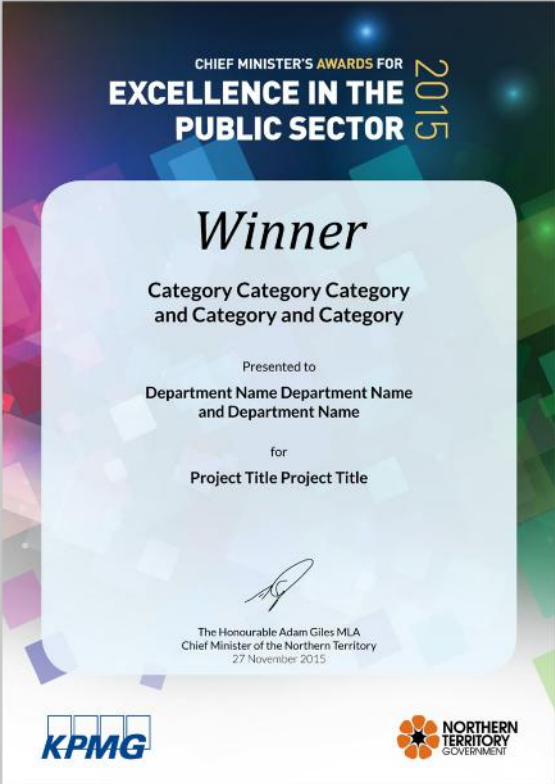 CHIEF MINISTER'S AWARDS FOR
EXCELLENCE IN THE
PUBLIC SECTOR
2015
Winner
Category Category Category
and Category and Category
Presented to
Department Name Department Name
and Department Name
for
Project Title Project Title
The Honourable Adam Giles MLA
Chief Minister of the Northern Territory
27 November 2015
KPMG
NORTHERN
TERRITORY
GOVERNMENT